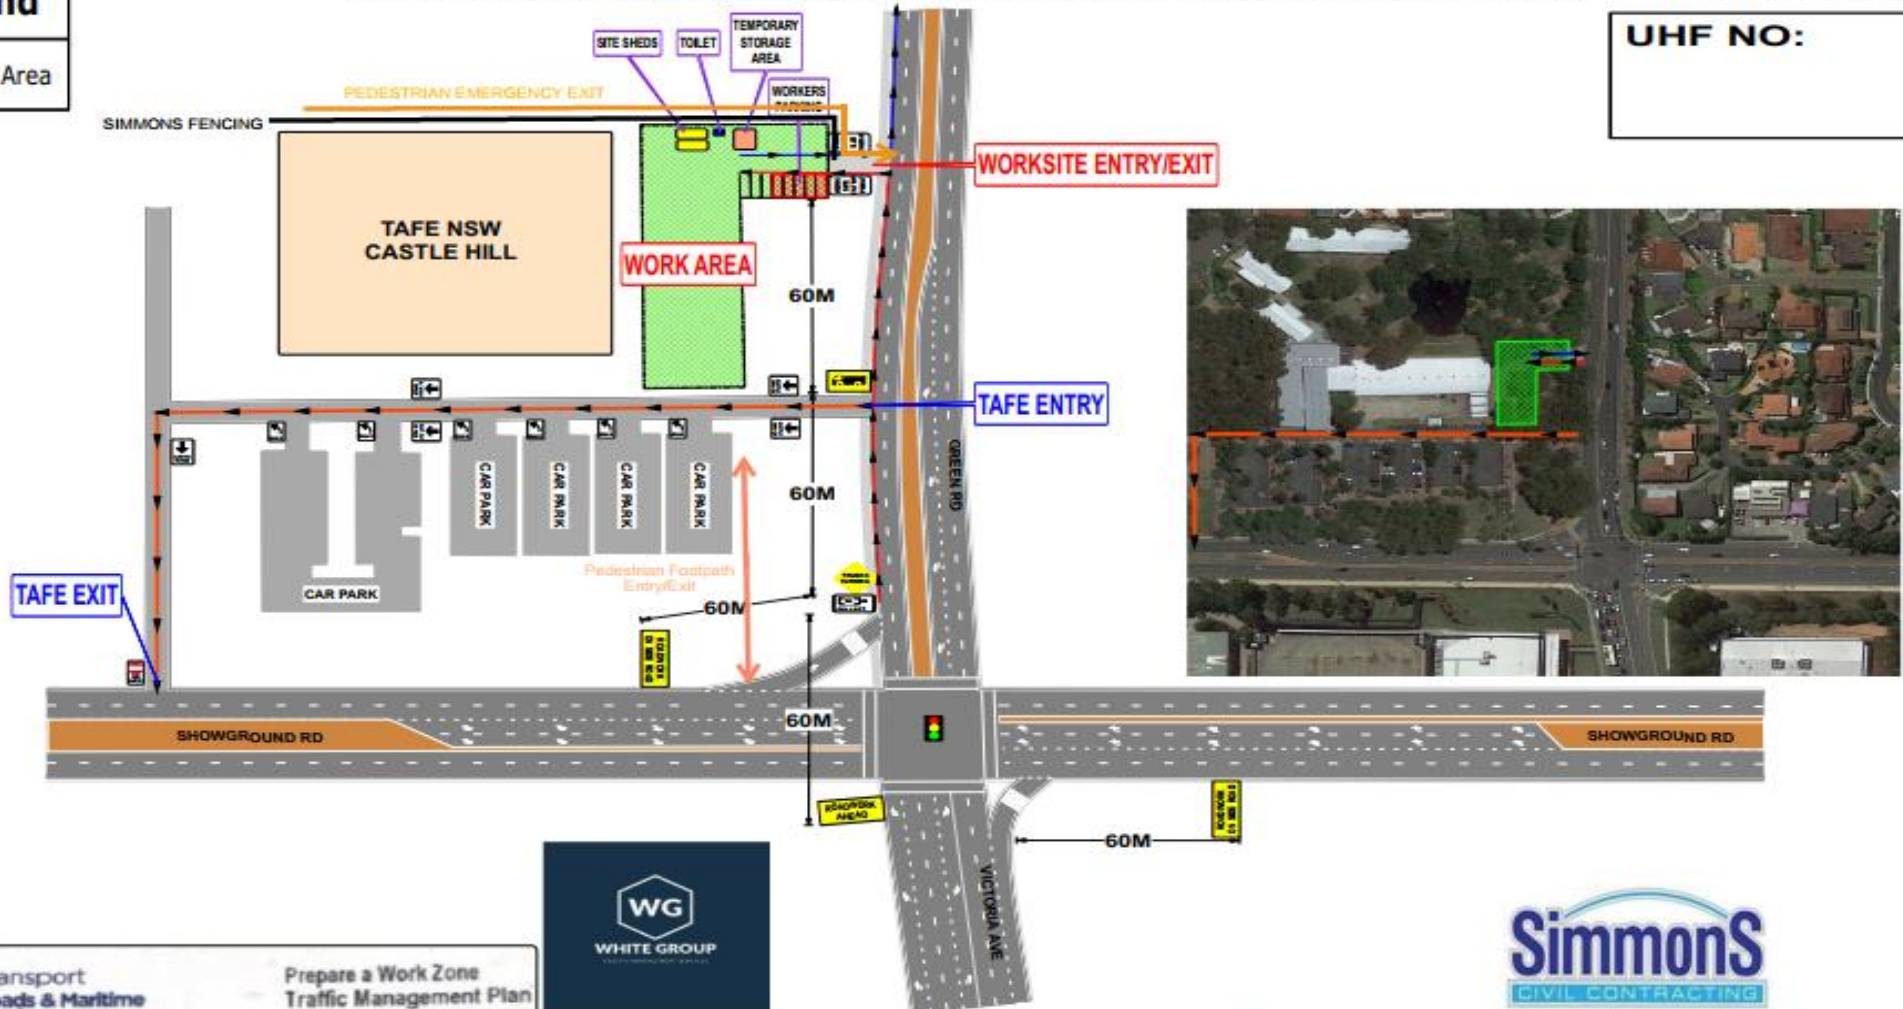 nd
Area
UHF NO:
SITE SHEDS
TOILET
TEMPORARY
STORAGE
AREA
PEDESTRIAN EMERGENCY EXIT
WORKERS
SIMMONS FENCING
WORKSITE ENTRY/EXIT
TAFE NSW
CASTLE HILL
WORK AREA
60M
TAFE ENTRY
GREEN RD
60M
CAR PARK
CAR PARK
CAR PARK
CAR PARK
Pedestrian Footpath
Entry/Exit
CAR PARK
TAFE EXIT
60M
60M
SHOWGROUND RD
SHOWGROUND RD
ROADWORK
AHEAD
60M
VICTORIA AVE
WG
WHITE GROUP
SimmonS
CIVIL CONTRACTING
ansport
oads & Maritime
Prepare a Work Zone
Traffic Management Plan